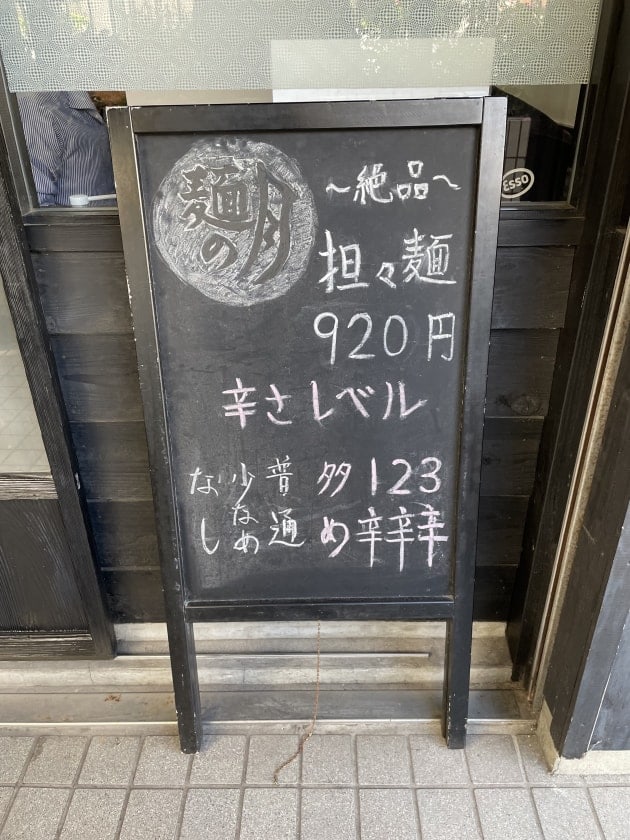 麺の月
～絶品～
担々麺
920円
辛さレベル
なし
少なめ
普通
多め
1辛
2辛
3辛
ESSO